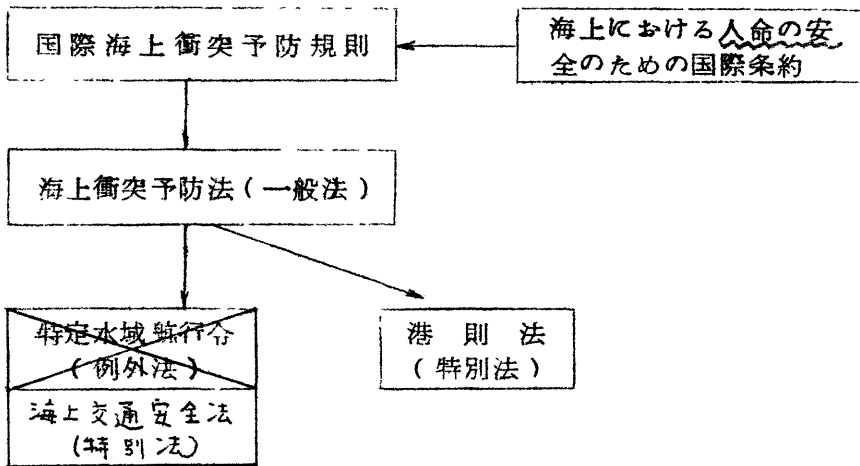 国際海上衝突予防規則
海上における人命の安
全のための国際条約
海上衝突予防法（一般法）
特定水域航行令
（例外法）
海上交通安全法
（特別法）
港則法
（特別法）